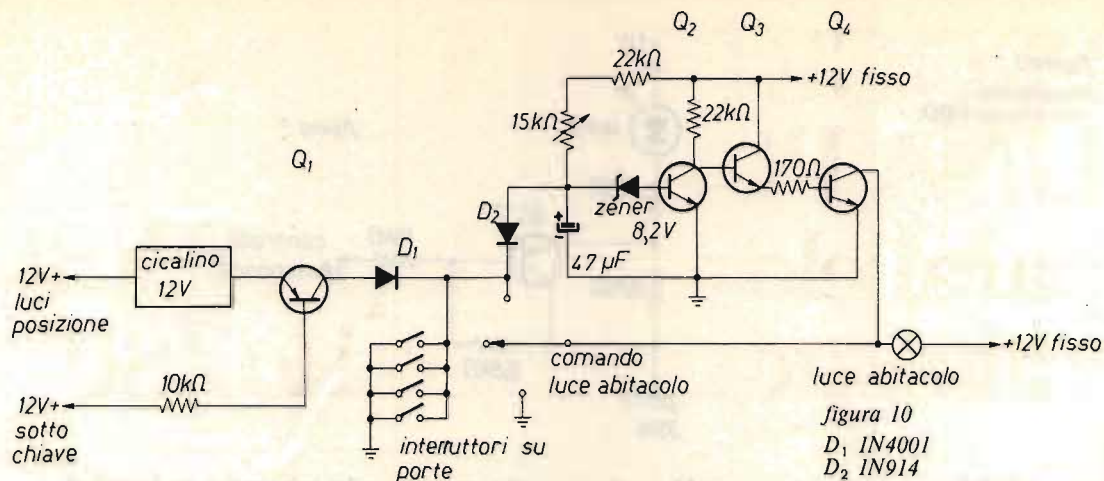 Q2
Q3
Q4
22kΩ
+12V fisso
15kΩ
22kΩ
Q1
170Ω
D2
zener
8,2V
D1
+
-
47 µF
12V+
luci
posizione
cicalino
12V
10kΩ
12V+
sotto
chiave
interruttori su
porte
comando
luce abitacolo
luce abitacolo
+12V fisso
figura 10
D1 1N4001
D2 1N914